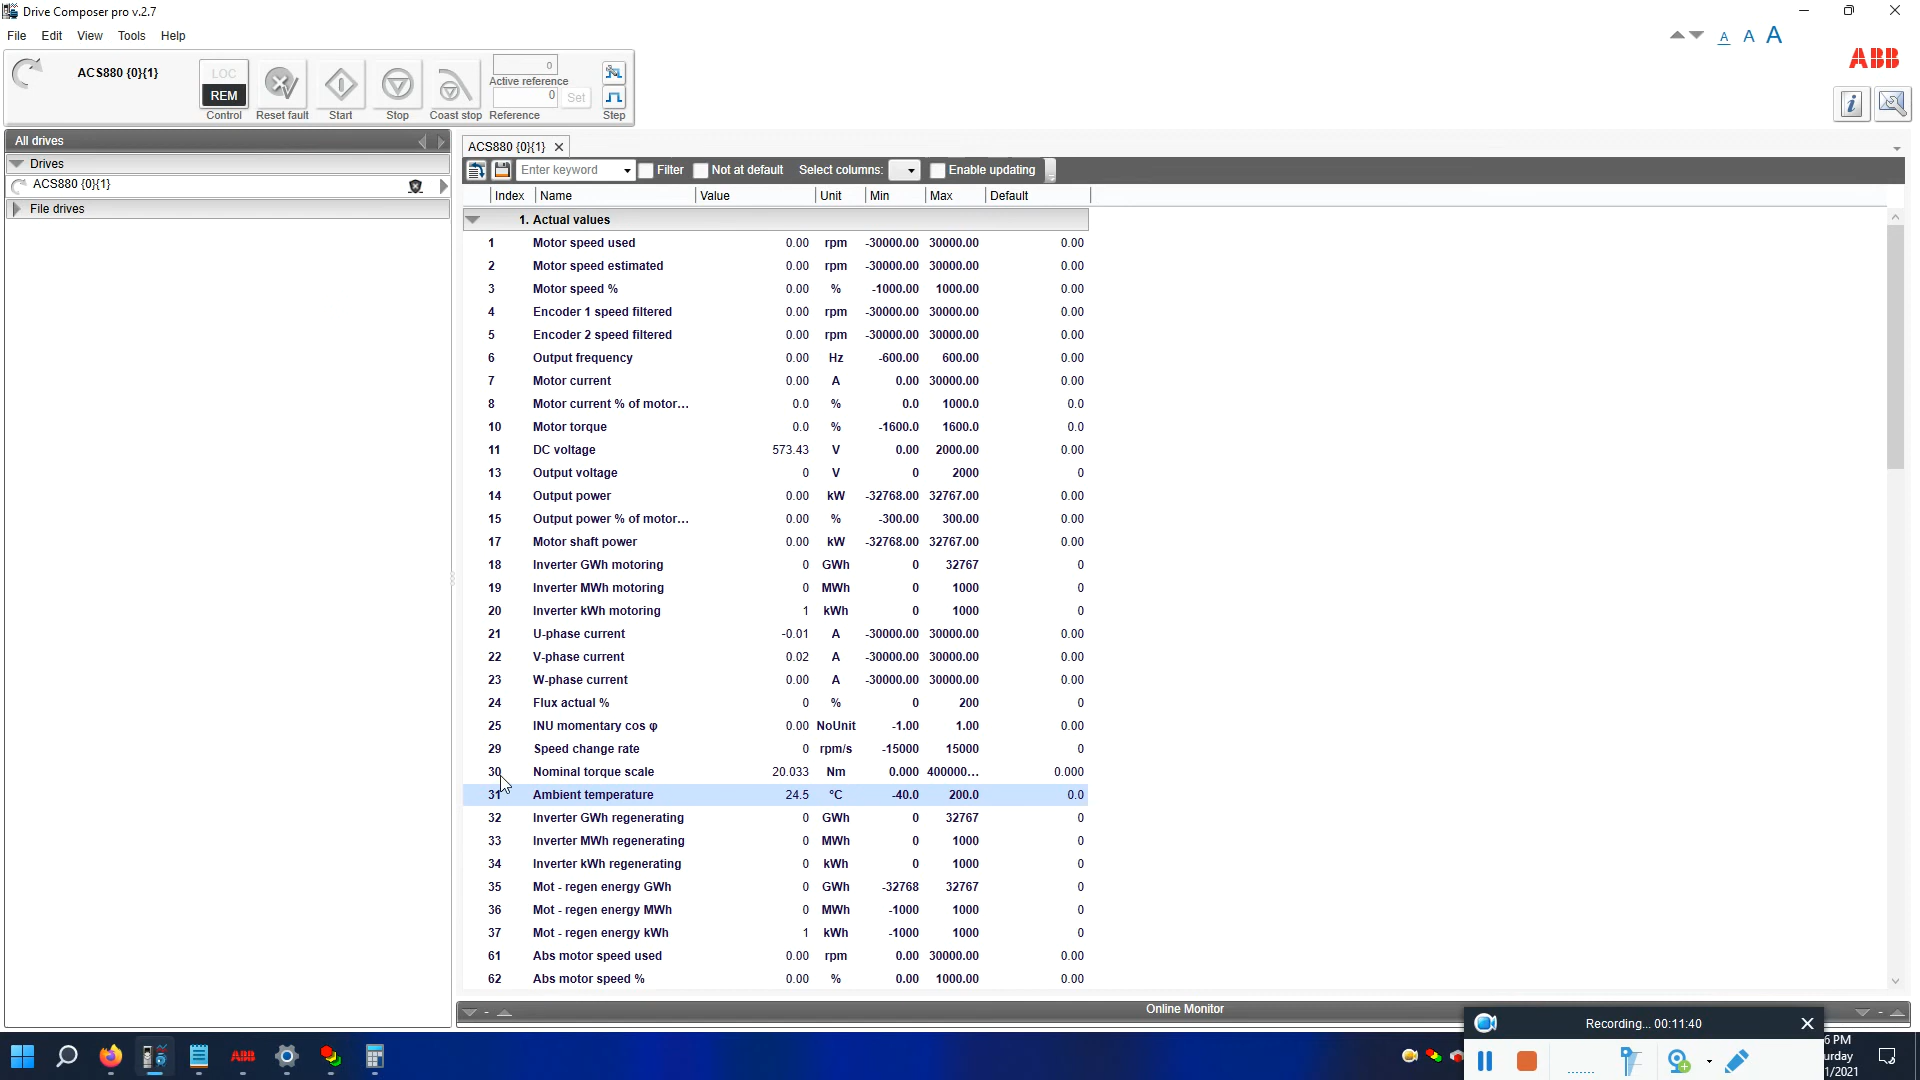 Drive Composer pro v.2.7
File Edit View Tools Help
A A A
ABB
ACS880 {0}{1}
LOC
REM
Control
Reset fault
Start
Stop
Coast stop
0
Active reference
0
Set
Reference
Step
All drives
Drives
ACS880 {0}{1}
File drives
ACS880 {0}{1}
Enter keyword Filter Not at default Select columns: Enable updating
Index Name Value Unit Min Max Default
1. Actual values
1 Motor speed used 0.00 rpm -30000.00 30000.00 0.00
2 Motor speed estimated 0.00 rpm -30000.00 30000.00 0.00
3 Motor speed % 0.00 % -1000.00 1000.00 0.00
4 Encoder 1 speed filtered 0.00 rpm -30000.00 30000.00 0.00
5 Encoder 2 speed filtered 0.00 rpm -30000.00 30000.00 0.00
6 Output frequency 0.00 Hz -600.00 600.00 0.00
7 Motor current 0.00 A 0.00 30000.00 0.00
8 Motor current % of motor... 0.0 % 0.0 1000.0 0.0
10 Motor torque 0.0 % -1600.0 1600.0 0.0
11 DC voltage 573.43 V 0.00 2000.00 0.00
13 Output voltage 0 V 0 2000 0
14 Output power 0.00 kW -32768.00 32767.00 0.00
15 Output power % of motor... 0.00 % -300.00 300.00 0.00
17 Motor shaft power 0.00 kW -32768.00 32767.00 0.00
18 Inverter GWh motoring 0 GWh 0 32767 0
19 Inverter MWh motoring 0 MWh 0 1000 0
20 Inverter kWh motoring 1 kWh 0 1000 0
21 U-phase current -0.01 A -30000.00 30000.00 0.00
22 V-phase current 0.02 A -30000.00 30000.00 0.00
23 W-phase current 0.00 A -30000.00 30000.00 0.00
24 Flux actual % 0 % 0 200 0
25 INU momentary cos φ 0.00 NoUnit -1.00 1.00 0.00
29 Speed change rate 0 rpm/s -15000 15000 0
30 Nominal torque scale 20.033 Nm 0.000 400000... 0.000
31 Ambient temperature 24.5 °C -40.0 200.0 0.0
32 Inverter GWh regenerating 0 GWh 0 32767 0
33 Inverter MWh regenerating 0 MWh 0 1000 0
34 Inverter kWh regenerating 0 kWh 0 1000 0
35 Mot - regen energy GWh 0 GWh -32768 32767 0
36 Mot - regen energy MWh 0 MWh -1000 1000 0
37 Mot - regen energy kWh 1 kWh -1000 1000 0
61 Abs motor speed used 0.00 rpm 0.00 30000.00 0.00
62 Abs motor speed % 0.00 % 0.00 1000.00 0.00
Online Monitor
Recording... 00:11:40
ABB
6 PM
urday
1/2021